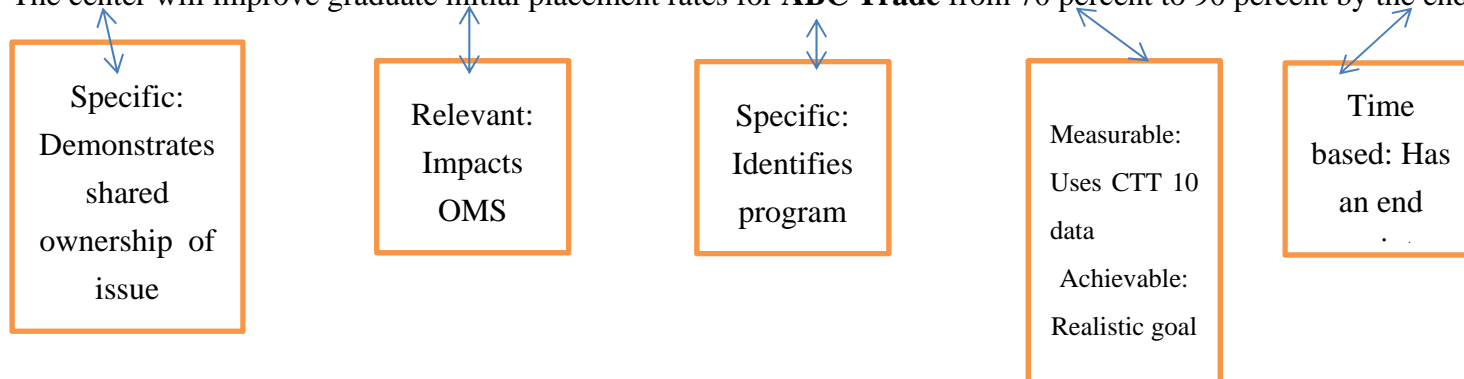 The center will improve graduate initial placement rates for ABC Trade from 70 percent to 90 percent by the end
Specific:
Demonstrates
shared
ownership of
issue
Relevant:
Impacts
OMS
Specific:
Identifies
program
Measurable:
Uses CTT 10
data
Achievable:
Realistic goal
Time
based: Has
an end